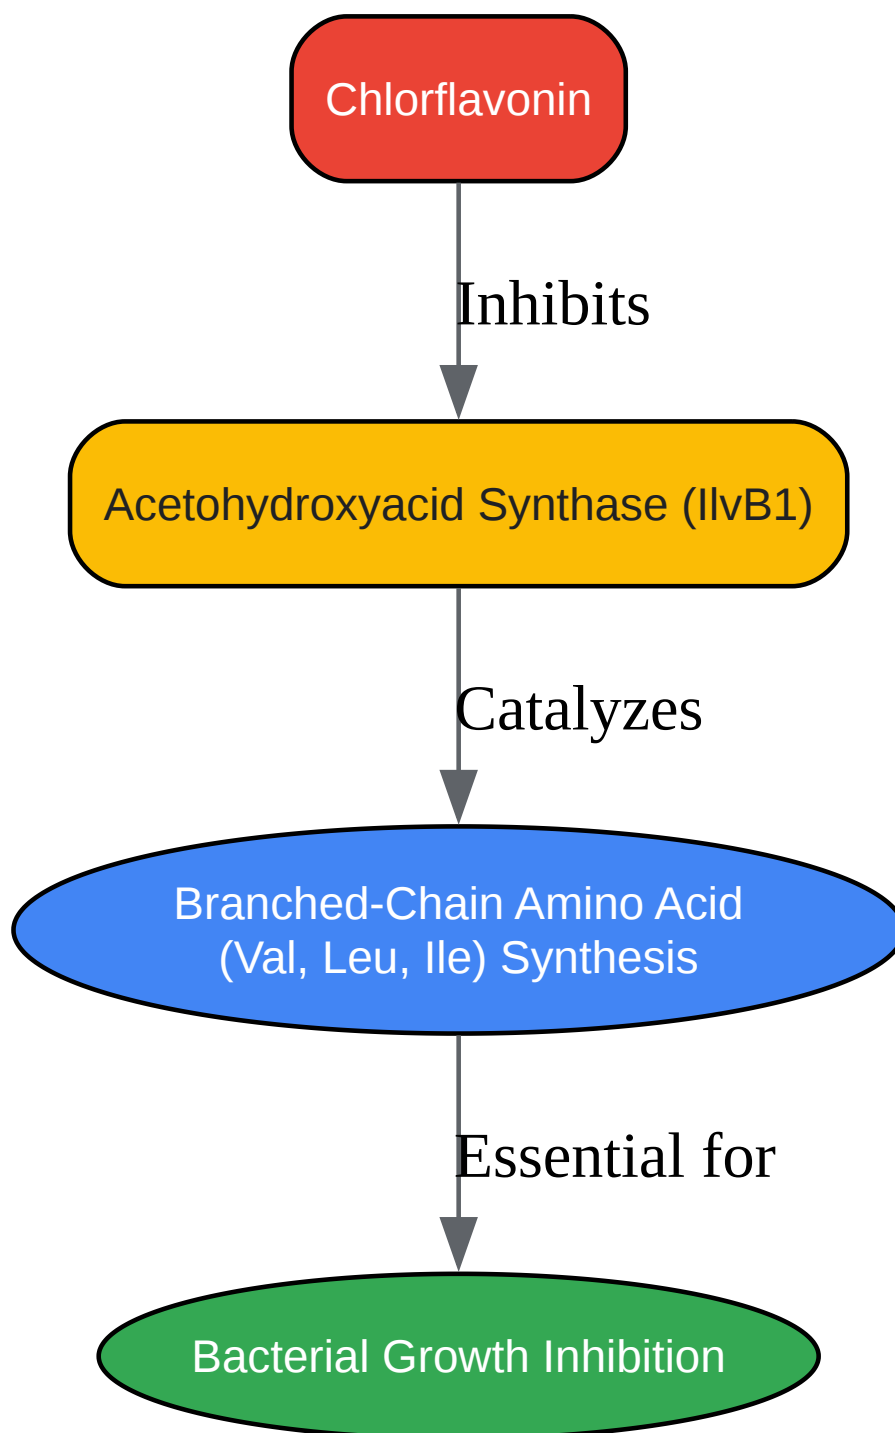 Chlorflavonin
Inhibits
Acetohydroxyacid Synthase (IlvB1)
Catalyzes
Branched-Chain Amino Acid
(Val, Leu, Ile) Synthesis
Essential for
Bacterial Growth Inhibition